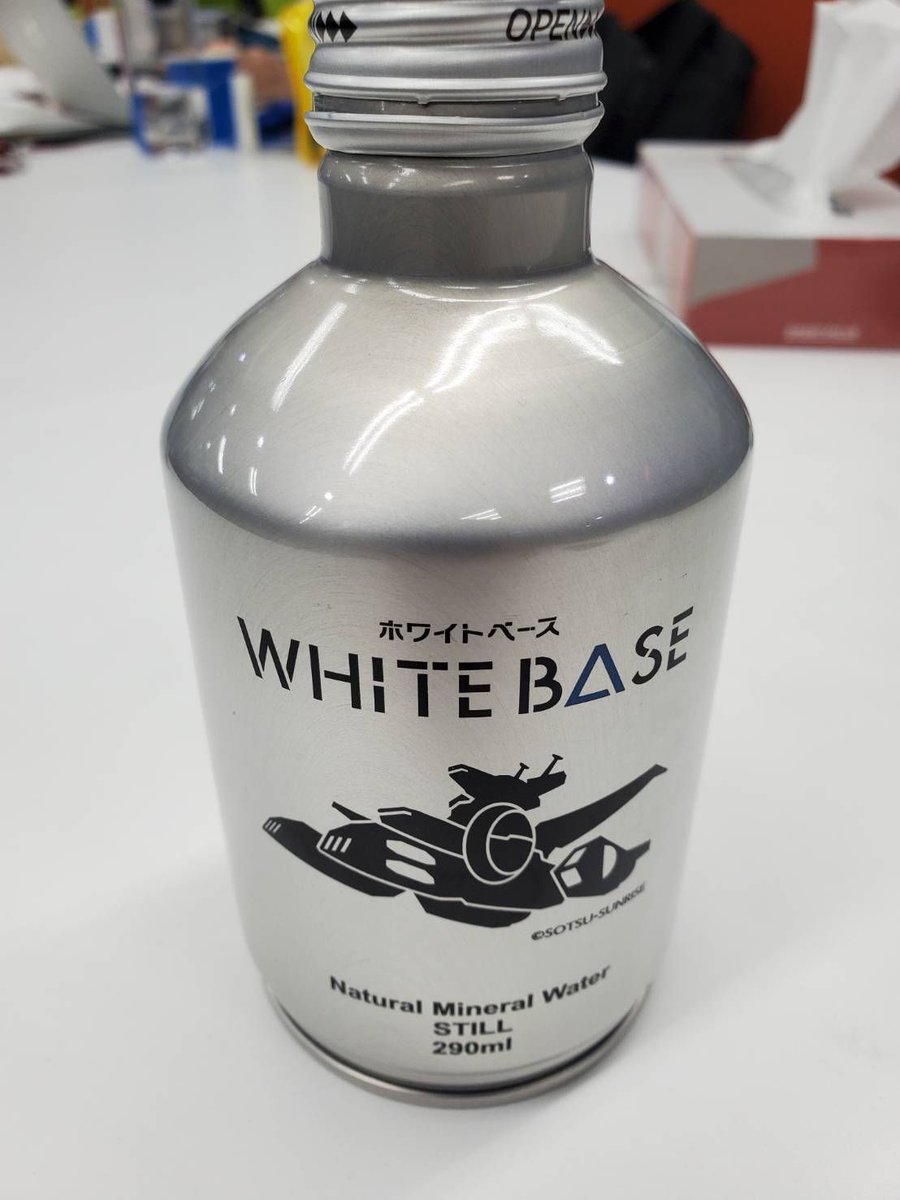 OPEN
ホワイトベース
WHITE BASE
©SOTSU・SUNRISE
Natural Mineral Water
STILL
290ml